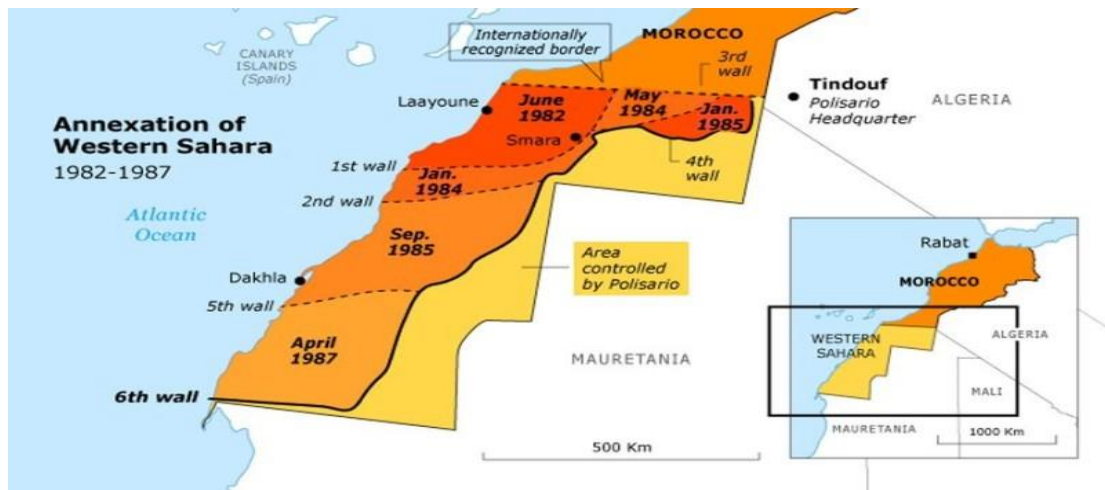 CANARY
ISLANDS
(Spain)
Internationally
recognized border
MOROCCO
3rd
wall
Tindouf
Polisario
Headquarter
ALGERIA
Laayoune
June
1982
May
1984
Jan.
1985
Smara
4th
wall
Annexation of
Western Sahara
1982-1987
1st wall
Jan.
1984
2nd wall
Atlantic
Ocean
Sep.
1985
Dakhla
5th wall
Area
controlled
by Polisario
April
1987
6th wall
MAURETANIA
500 Km
Rabat
MOROCCO
WESTERN
SAHARA
ALGERIA
MALI
MAURETANIA
1000 Km